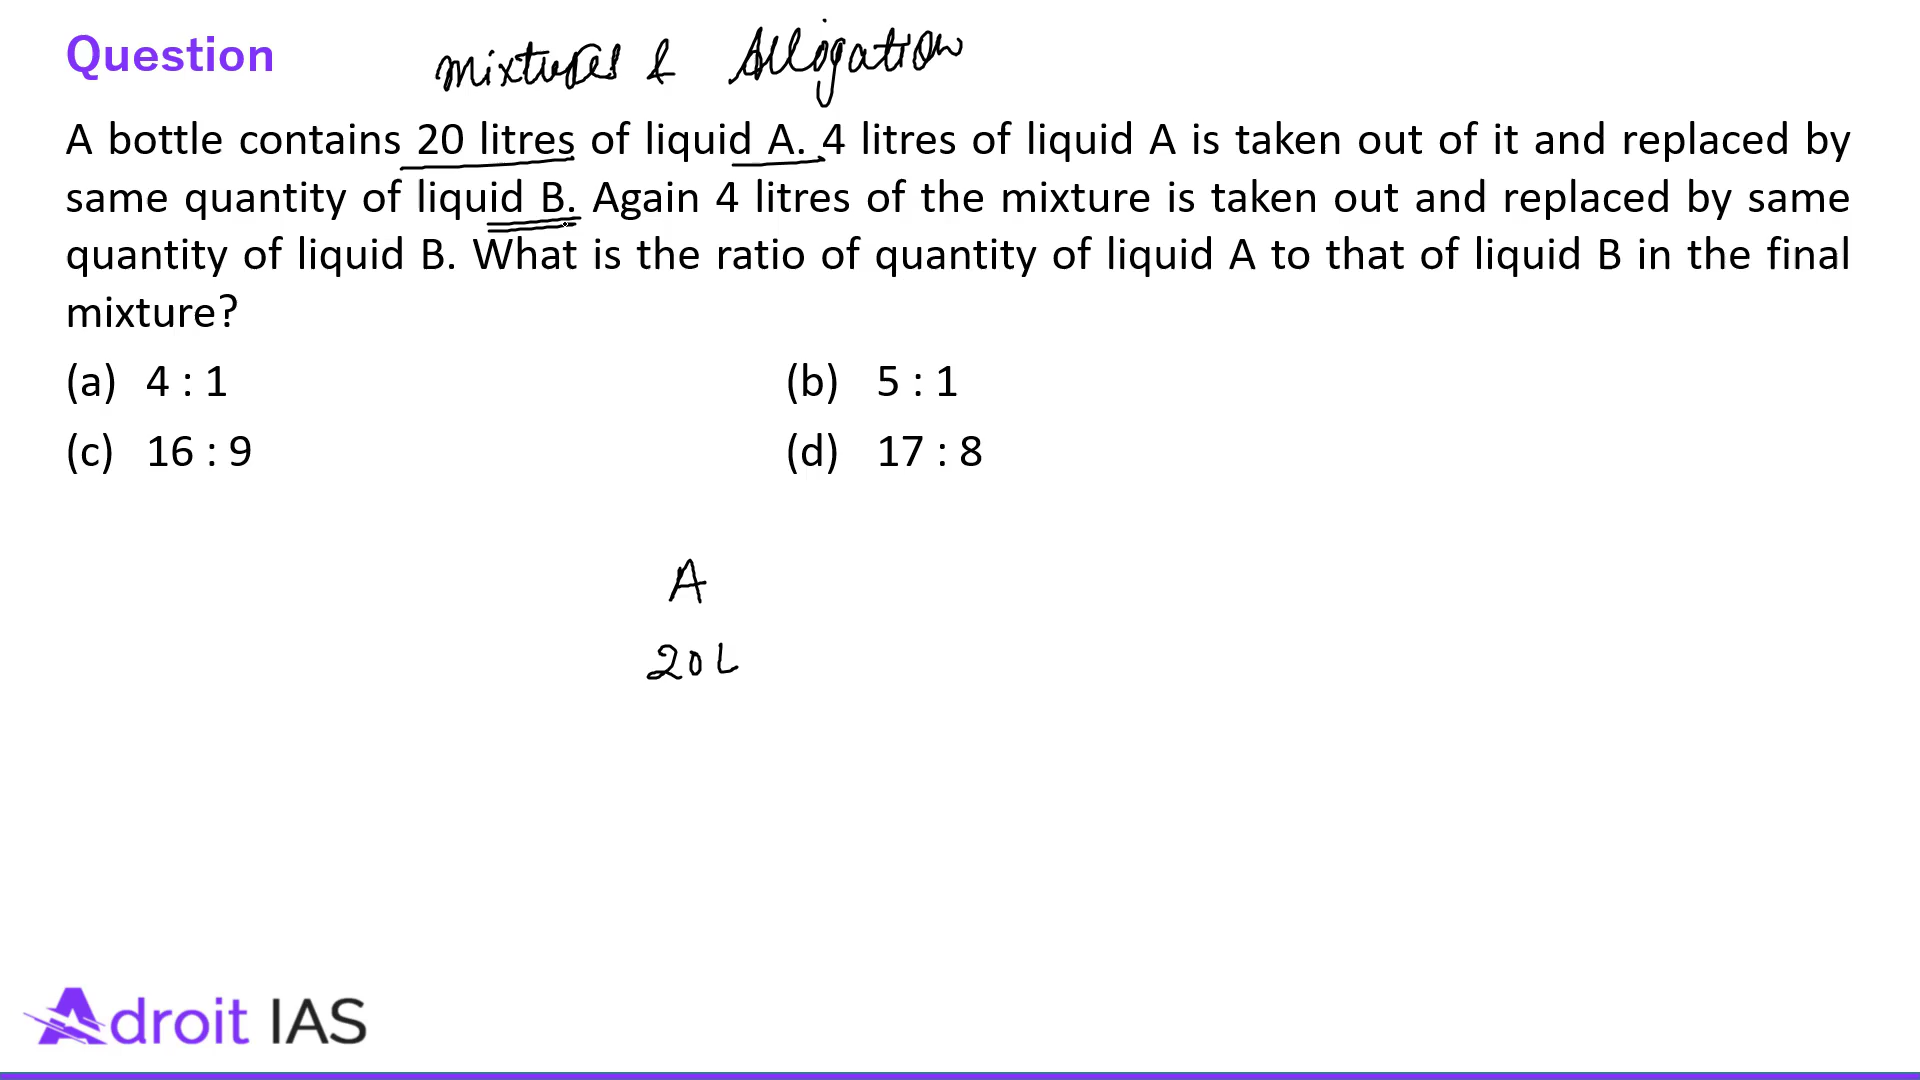 Question
mixtures & Alligation
A bottle contains 20 litres of liquid A. 4 litres of liquid A is taken out of it and replaced by
same quantity of liquid B. Again 4 litres of the mixture is taken out and replaced by same
quantity of liquid B. What is the ratio of quantity of liquid A to that of liquid B in the final
mixture?
(a) 4 : 1 (b) 5 : 1
(c) 16 : 9 (d) 17 : 8
A
20L
Adroit IAS